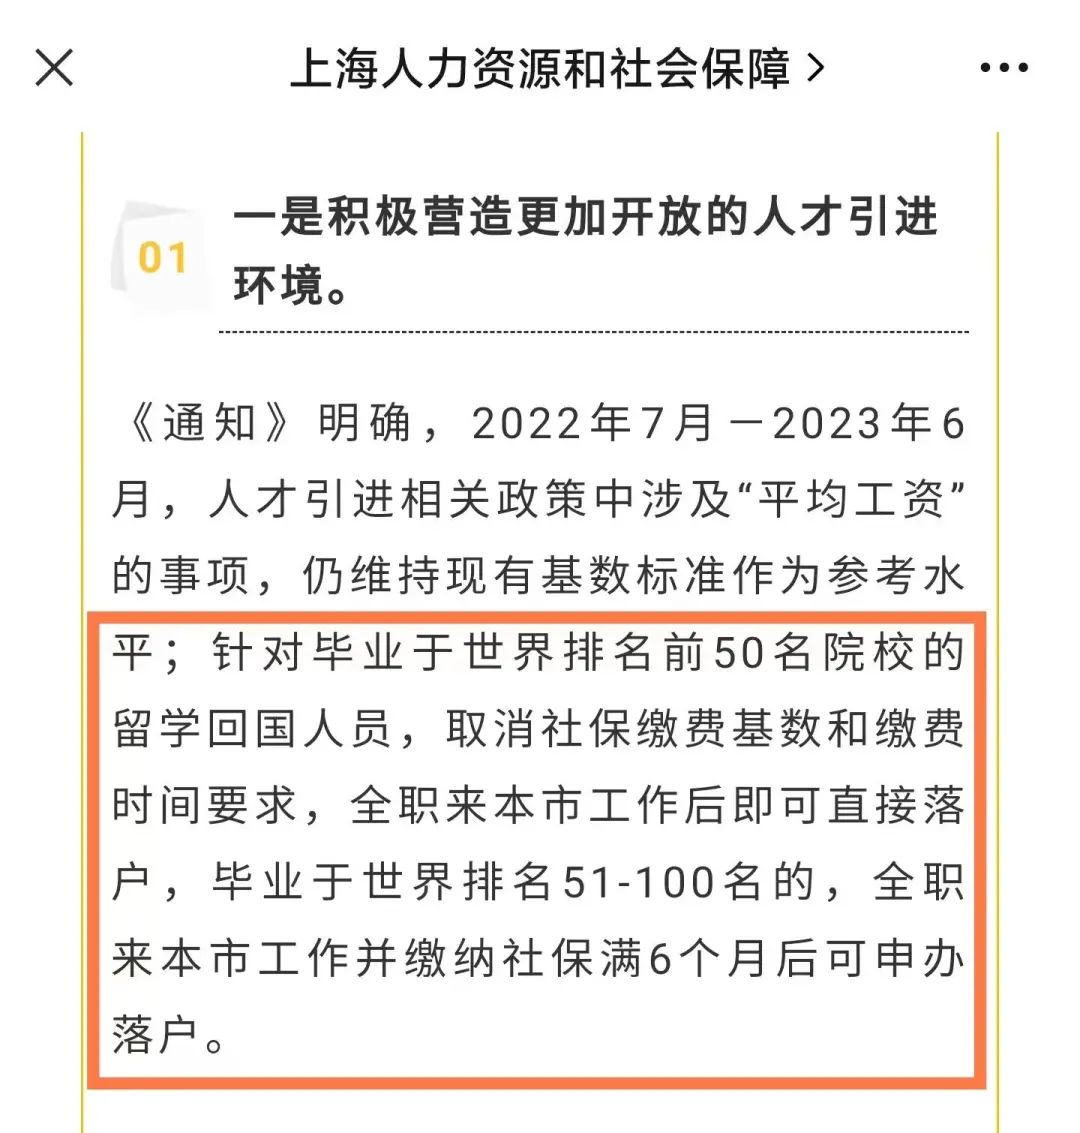 上海人力资源和社会保障
01
一是积极营造更加开放的人才引进
环境。
《通知》明确，2022年7月－2023年6
月，人才引进相关政策中涉及“平均工资”
的事项，仍维持现有基数标准作为参考水
平；针对毕业于世界排名前50名院校的
留学回国人员，取消社保缴费基数和缴费
时间要求，全职来本市工作后即可直接落
户，毕业于世界排名51-100名的，全职
来本市工作并缴纳社保满6个月后可申办
落户。